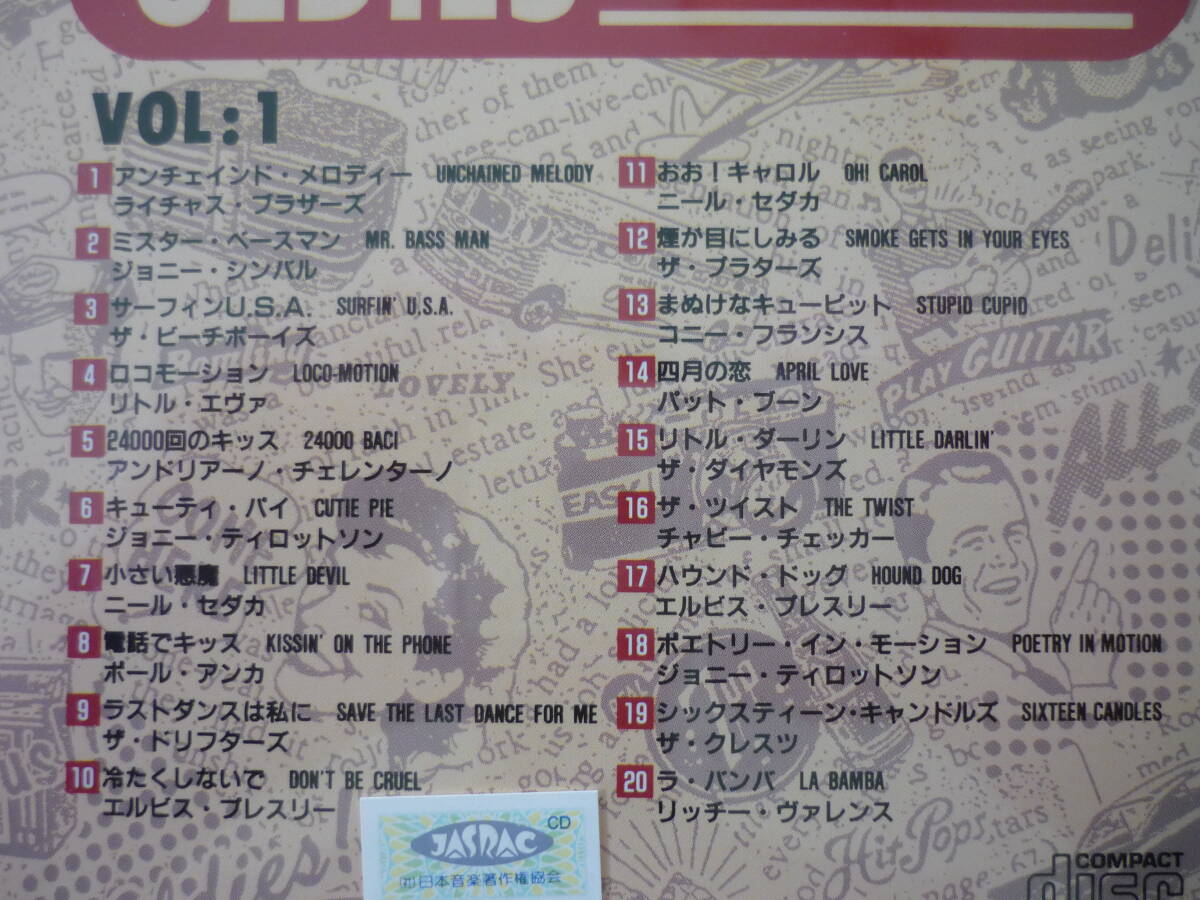 OLDIES
VOL:1
1 アンチェインド・メロディー UNCHAINED MELODY
ライチャス・ブラザーズ
2 ミスター・ベースマン MR. BASS MAN
ジョニー・シンバル
3 サーフィンU.S.A. SURFIN' U.S.A.
ザ・ビーチボーイズ
4 ロコモーション LOCO-MOTION
リトル・エヴァ
5 24000回のキッス 24000 BACI
アンドリアーノ・チェレンターノ
6 キューティ・パイ CUTIE PIE
ジョニー・ティロットソン
7 小さい悪魔 LITTLE DEVIL
ニール・セダカ
8 電話でキッス KISSIN' ON THE PHONE
ポール・アンカ
9 ラストダンスは私に SAVE THE LAST DANCE FOR ME
ザ・ドリフターズ
10 冷たくしないで DON'T BE CRUEL
エルビス・プレスリー
11 おお!キャロル OH! CAROL
ニール・セダカ
12 煙が目にしみる SMOKE GETS IN YOUR EYES
ザ・プラターズ
13 まぬけなキューピット STUPID CUPID
コニー・フランシス
14 四月の恋 APRIL LOVE
パット・ブーン
15 リトル・ダーリン LITTLE DARLIN'
ザ・ダイヤモンズ
16 ザ・ツイスト THE TWIST
チャビー・チェッカー
17 ハウンド・ドッグ HOUND DOG
エルビス・プレスリー
18 ポエトリー・イン・モーション POETRY IN MOTION
ジョニー・ティロットソン
19 シックスティーン・キャンドルズ SIXTEEN CANDLES
ザ・クレスツ
20 ラ・バンバ LA BAMBA
リッチー・ヴァレンス
LOVELY
PLAY GUITAR
EASY
Hit Pops
CD
JASRAC
(社)日本音楽著作権協会
COMPACT
disc